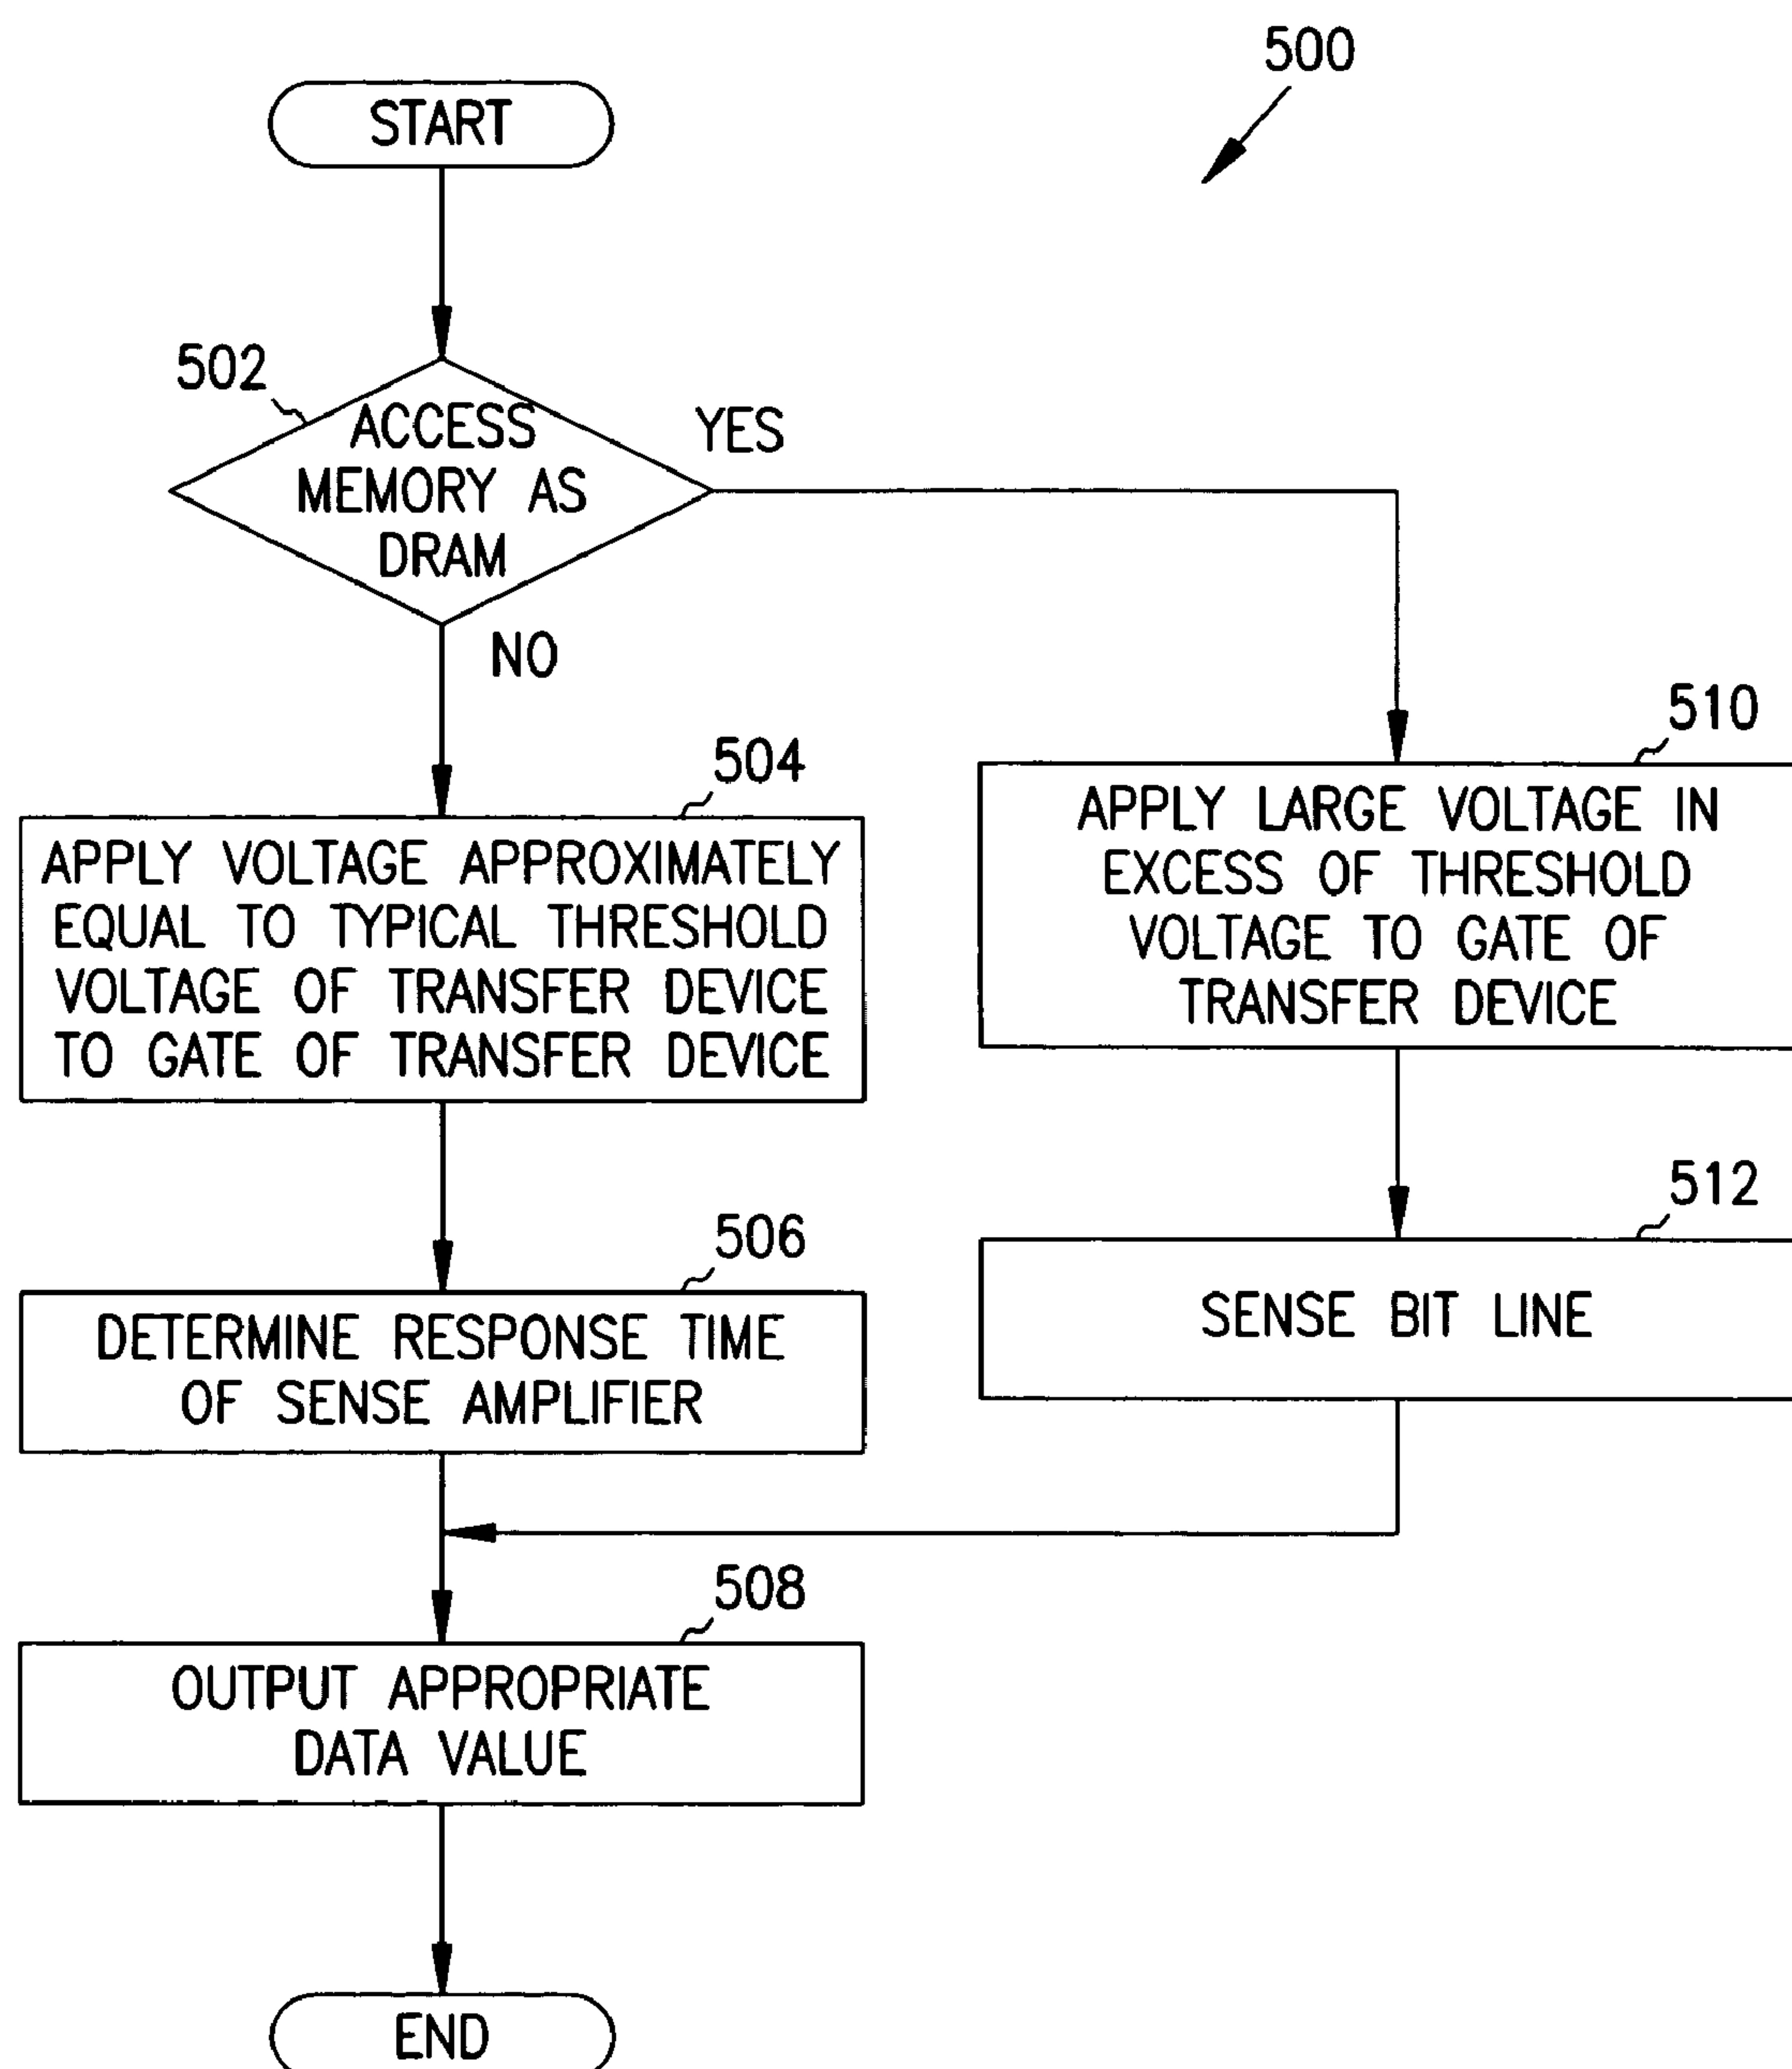 500
START
502
ACCESS
MEMORY AS
DRAM
YES
NO
504
APPLY VOLTAGE APPROXIMATELY
EQUAL TO TYPICAL THRESHOLD
VOLTAGE OF TRANSFER DEVICE
TO GATE OF TRANSFER DEVICE
510
APPLY LARGE VOLTAGE IN
EXCESS OF THRESHOLD
VOLTAGE TO GATE OF
TRANSFER DEVICE
506
DETERMINE RESPONSE TIME
OF SENSE AMPLIFIER
512
SENSE BIT LINE
508
OUTPUT APPROPRIATE
DATA VALUE
END